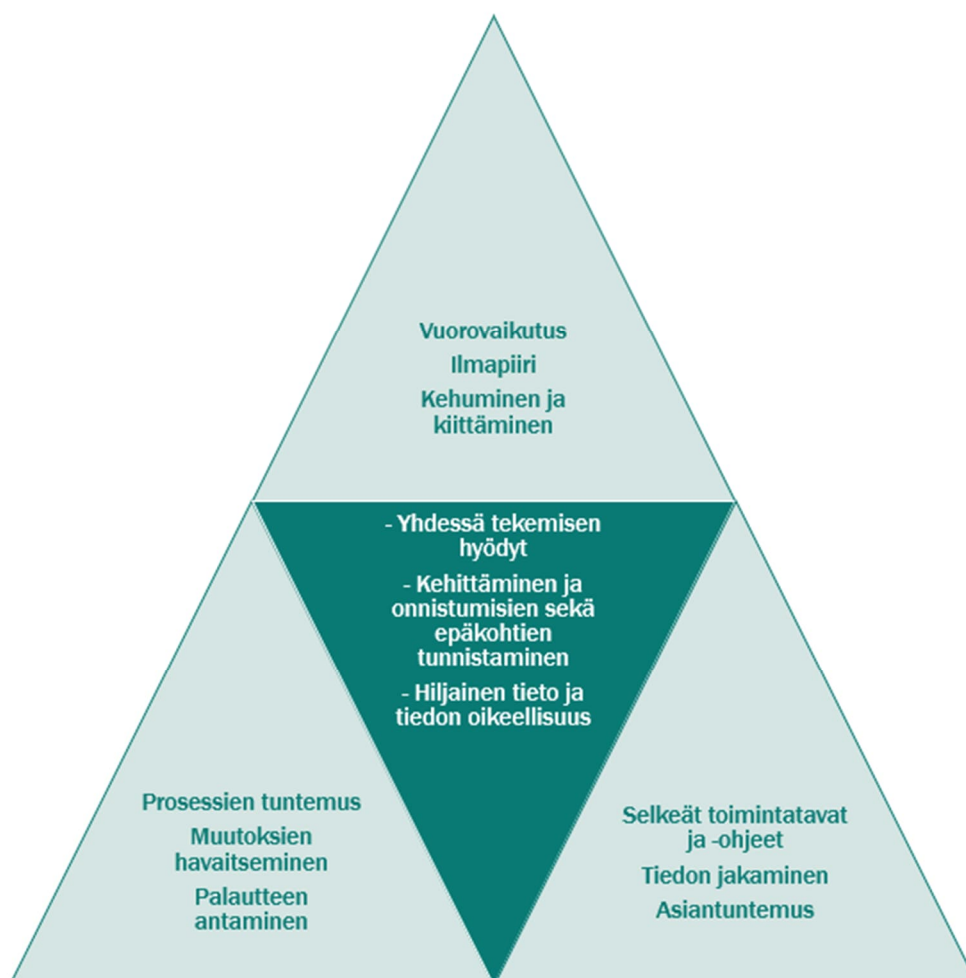 Vuorovaikutus
Ilmapiiri
Kehuminen ja
kiittäminen
- Yhdessä tekemisen
hyödyt
- Kehittäminen ja
onnistumisien sekä
epäkohtien
tunnistaminen
- Hiljainen tieto ja
tiedon oikeellisuus
Prosessien tuntemus
Muutoksien
havaitseminen
Palautteen
antaminen
Selkeät toimintatavat
ja -ohjeet
Tiedon jakaminen
Asiantuntemus